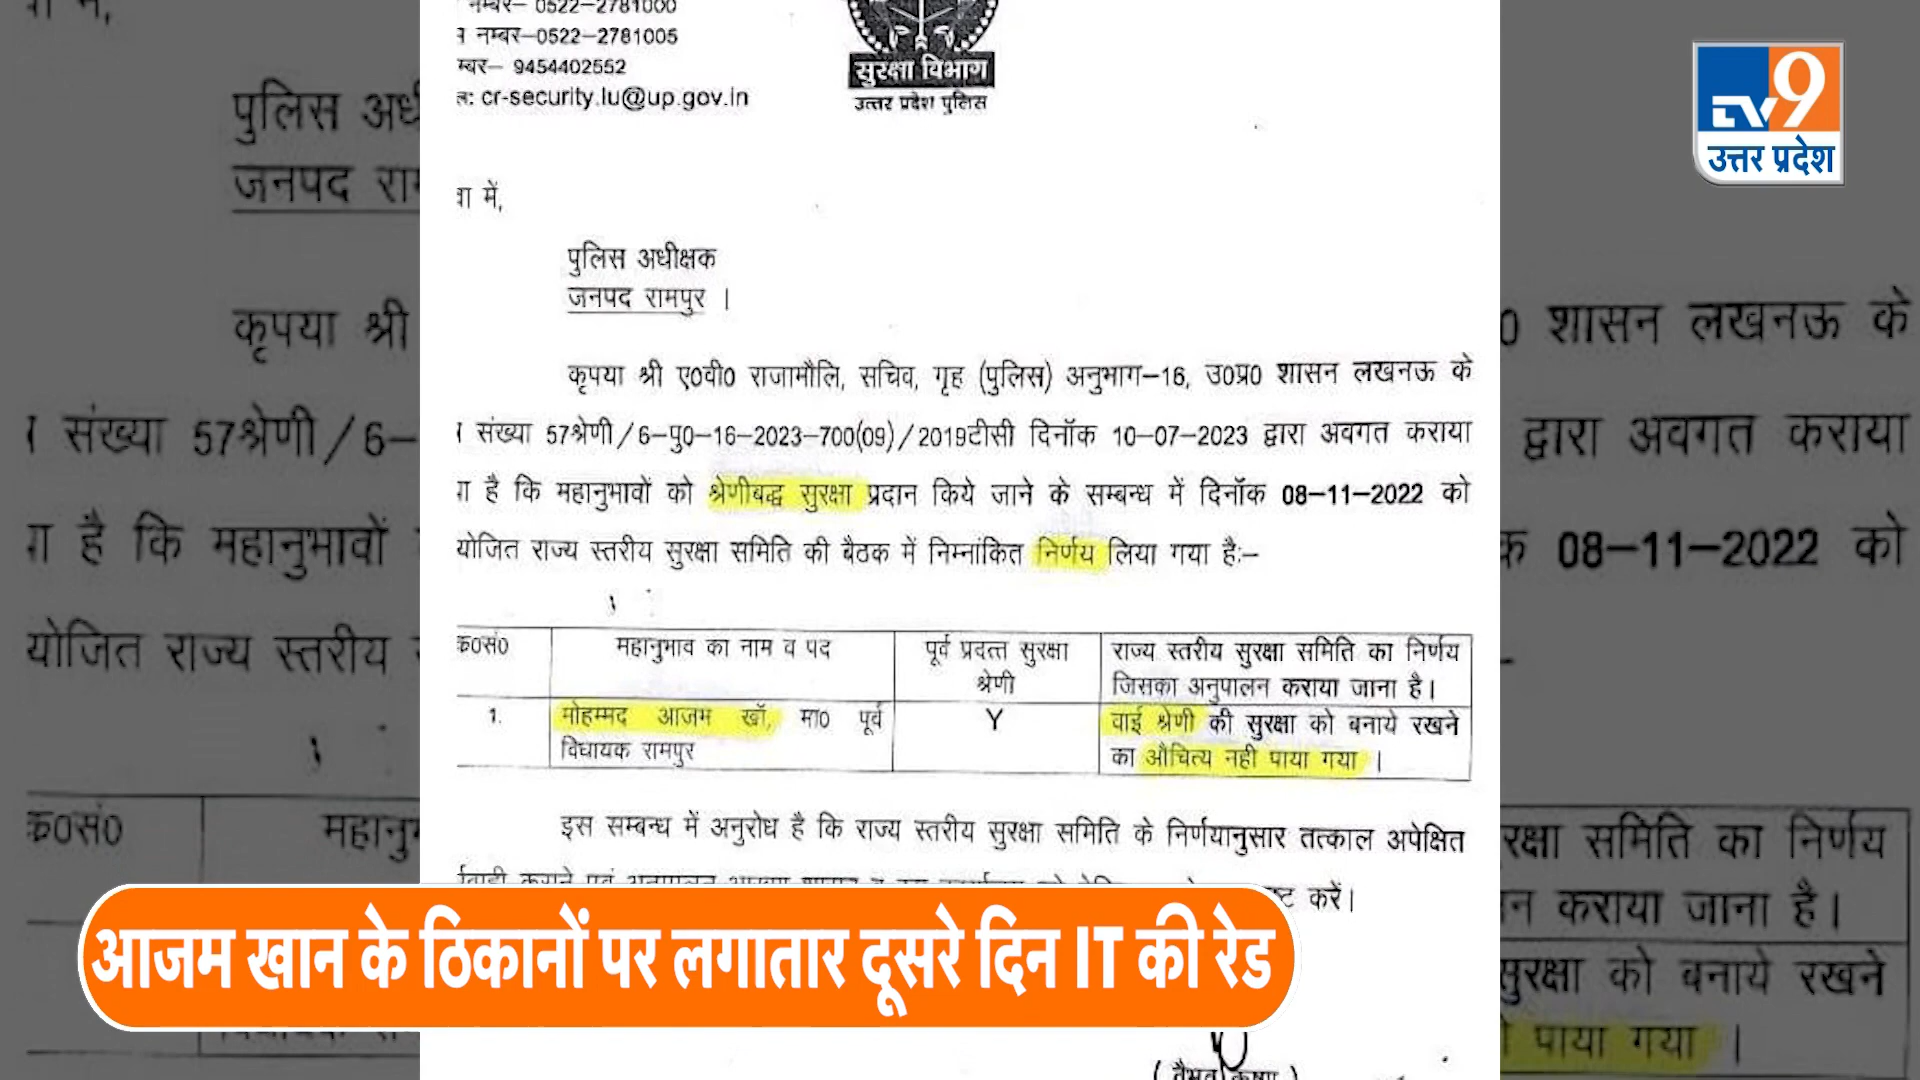 नम्बर– 0522–2781000
नम्बर–0522–2781005
म्बर– 9454402552
cr-security.lu@up.gov.in
सुरक्षा विभाग
उत्तर प्रदेश पुलिस
TV9
उत्तर प्रदेश
में,
पुलिस अधीक्षक
जनपद रामपुर ।
कृपया श्री ए0वी0 राजामौलि, सचिव, गृह (पुलिस) अनुभाग–16, उ0प्र0 शासन लखनऊ के
संख्या 57श्रेणी/6–पु0–16–2023–700(09)/2019टीसी दिनॉक 10–07–2023 द्वारा अवगत कराया
है कि महानुभावों को श्रेणीबद्ध सुरक्षा प्रदान किये जाने के सम्बन्ध में दिनॉक 08–11–2022 को
योजित राज्य स्तरीय सुरक्षा समिति की बैठक में निम्नांकित निर्णय लिया गया है:–
क0सं0 महानुभाव का नाम व पद पूर्व प्रदत्त सुरक्षा श्रेणी राज्य स्तरीय सुरक्षा समिति का निर्णय जिसका अनुपालन कराया जाना है।
1. मोहम्मद आजम खॉ, मा0 पूर्व विधायक रामपुर Y वाई श्रेणी की सुरक्षा को बनाये रखने का औचित्य नही पाया गया ।
इस सम्बन्ध में अनुरोध है कि राज्य स्तरीय सुरक्षा समिति के निर्णयानुसार तत्काल अपेक्षित
करें।
आजम खान के ठिकानों पर लगातार दूसरे दिन IT की रेड